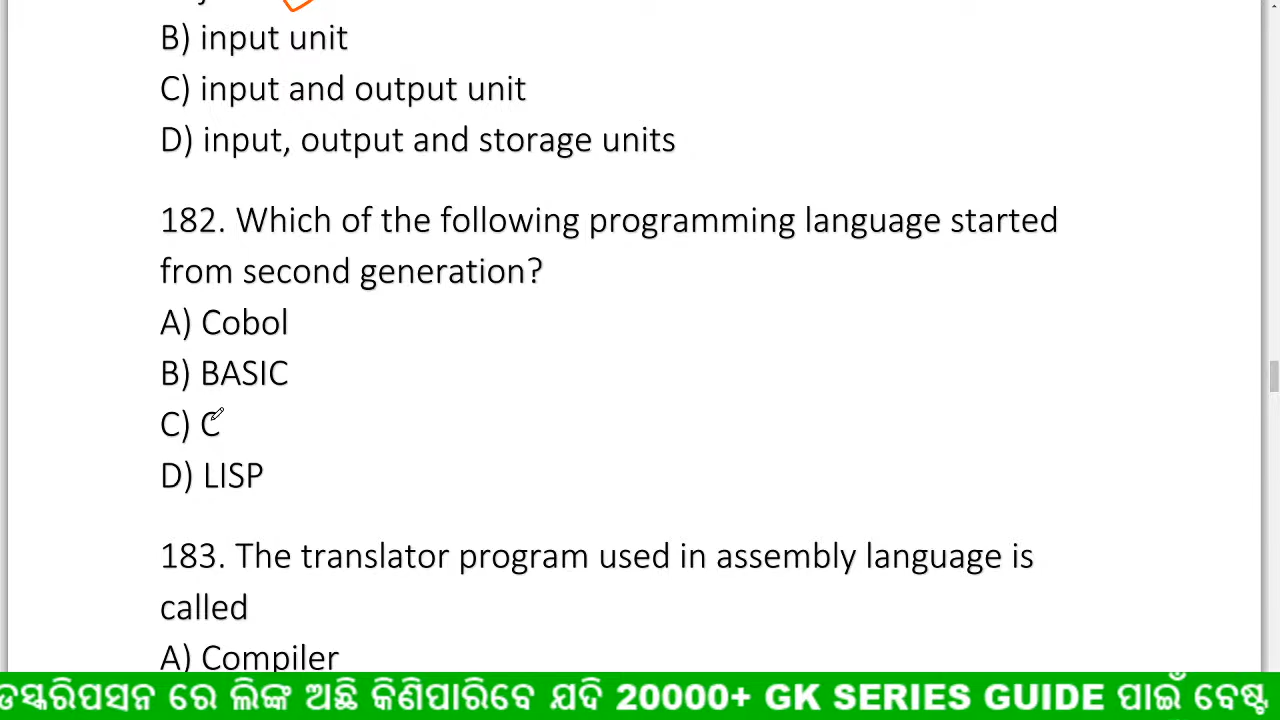 B) input unit
C) input and output unit
D) input, output and storage units
182. Which of the following programming language started
from second generation?
A) Cobol
B) BASIC
C) C
D) LISP
183. The translator program used in assembly language is
called
A) Compiler
ଡିସ୍କରିପସନ ରେ ଲିଙ୍କ ଅଛି କିଣିପାରିବେ ଯଦି 20000+ GK SERIES GUIDE ପାଇଁ ବେଷ୍ଟ